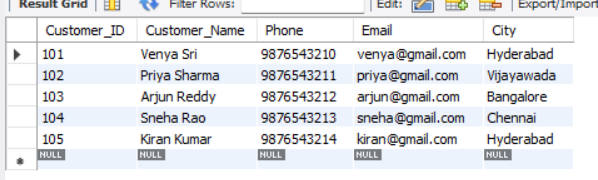 Result Grid Filter Rows: Edit: Export/Import
Customer_ID Customer_Name Phone Email City
101 Venya Sri 9876543210 venya@gmail.com Hyderabad
102 Priya Sharma 9876543211 priya@gmail.com Vijayawada
103 Arjun Reddy 9876543212 arjun@gmail.com Bangalore
104 Sneha Rao 9876543213 sneha@gmail.com Chennai
105 Kiran Kumar 9876543214 kiran@gmail.com Hyderabad
NULL NULL NULL NULL NULL